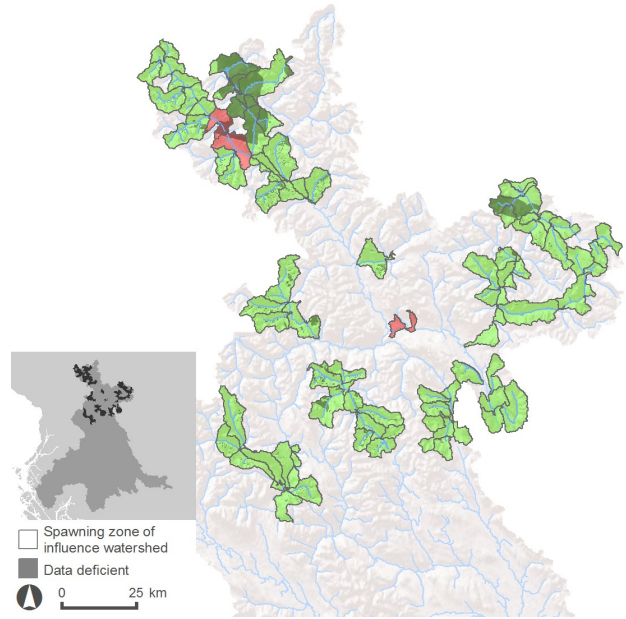 Spawning zone of
influence watershed
Data deficient
0 25 km